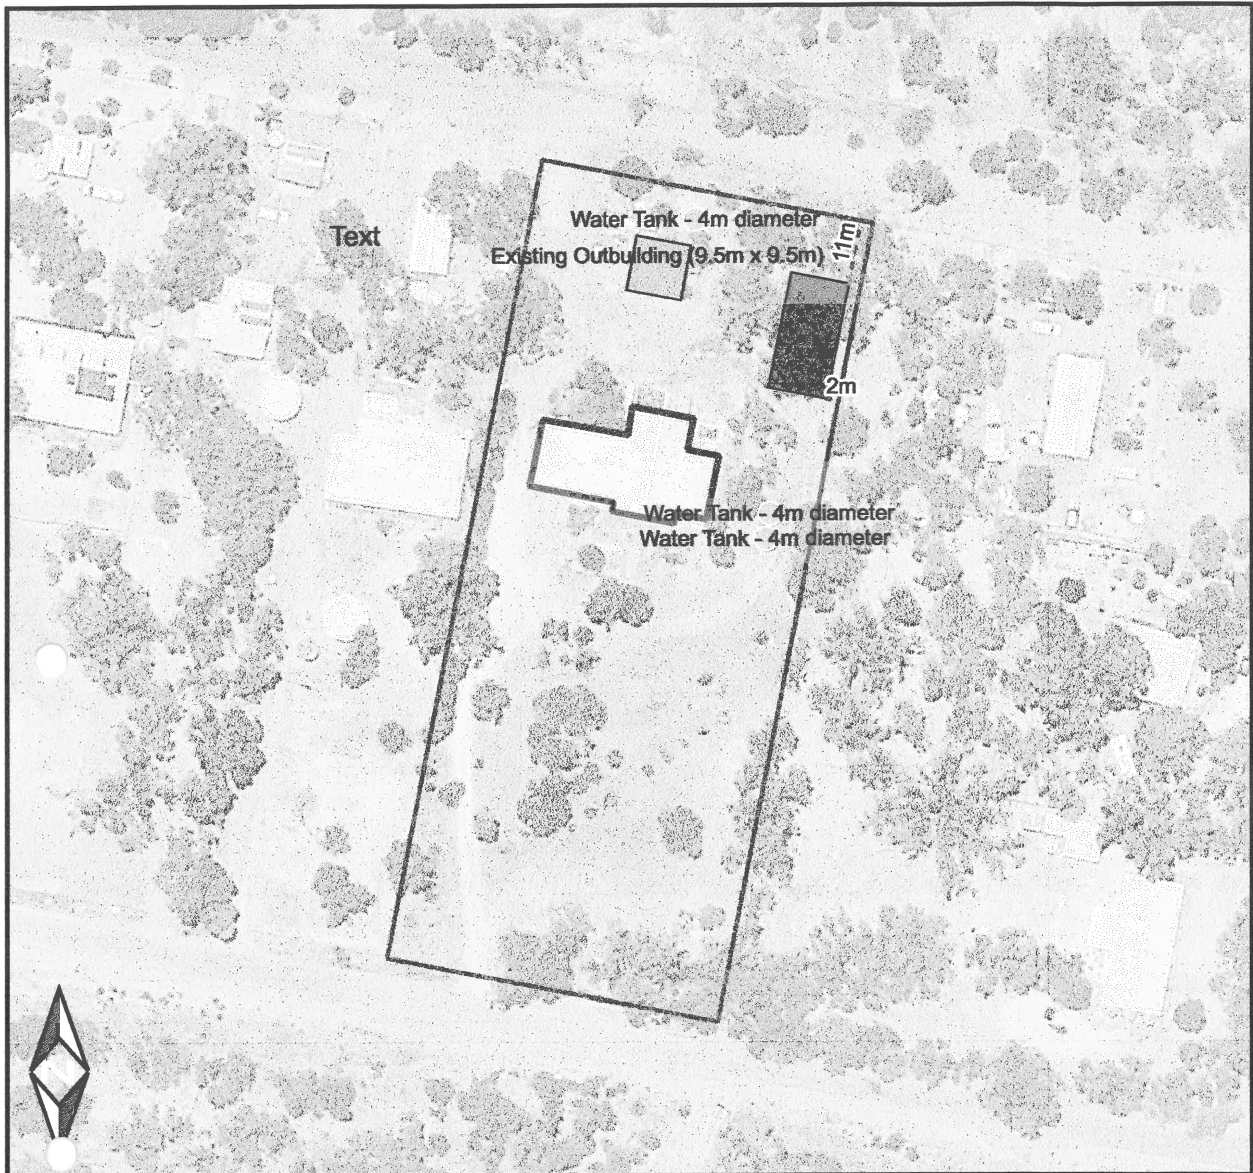 Water Tank - 4m diameter
Text
11m
Existing Outbuilding (9.5m x 9.5m)
2m
Water Tank - 4m diameter
Water Tank - 4m diameter